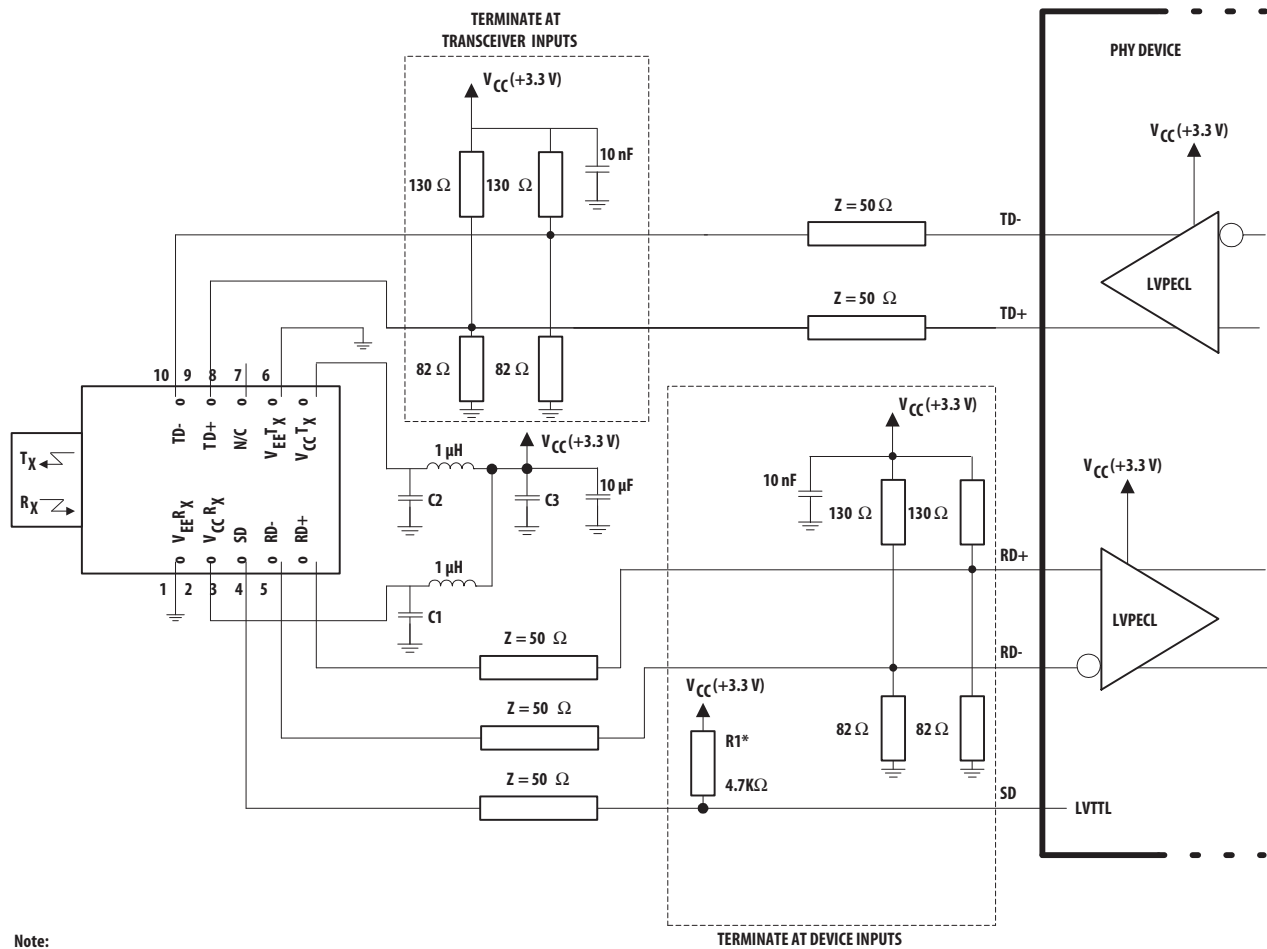 TERMINATE AT
TRANSCEIVER INPUTS
PHY DEVICE
VCC (+3.3 V)
VCC (+3.3 V)
10 nF
130 Ω
130 Ω
Z = 50 Ω
TD-
LVPECL
Z = 50 Ω
TD+
82 Ω
82 Ω
10 9 8 7 6
TD-
TD+
N/C
VEETX
VCCTX
TX
RX
VEERX
VCC RX
SD
RD-
RD+
1 2 3 4 5
1 µH
VCC (+3.3 V)
C2
C3
10 µF
1 µH
C1
VCC (+3.3 V)
10 nF
130 Ω
130 Ω
VCC (+3.3 V)
RD+
LVPECL
Z = 50 Ω
RD-
VCC (+3.3 V)
Z = 50 Ω
R1*
82 Ω
82 Ω
Z = 50 Ω
4.7KΩ
SD
LVTTL
TERMINATE AT DEVICE INPUTS
Note: